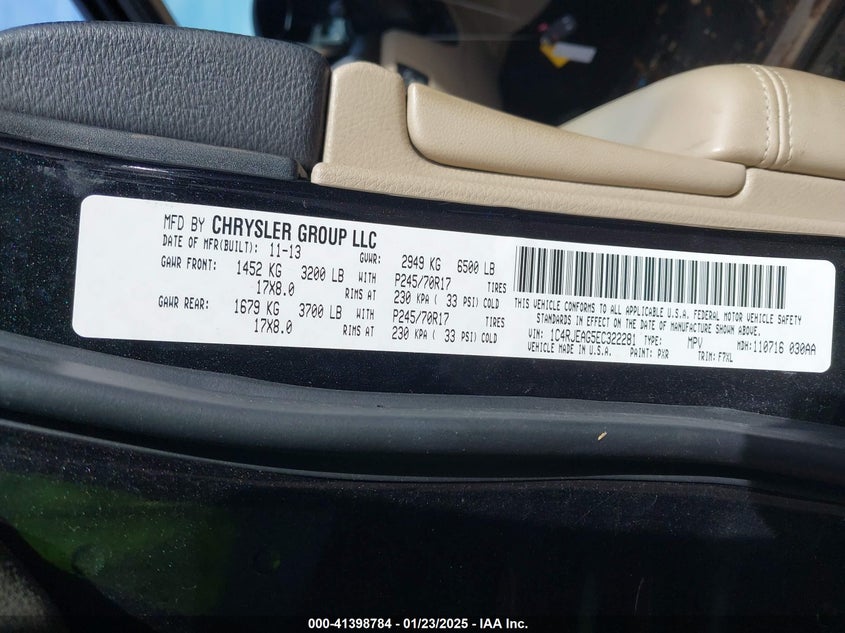 MFD BY CHRYSLER GROUP LLC
DATE OF MFR(BUILT): 11-13 GVWR: 2949 KG 6500 LB
GAWR FRONT: 1452 KG 3200 LB WITH P245/70R17 TIRES
17X8.0 RIMS AT 230 KPA ( 33 PSI) COLD
GAWR REAR: 1679 KG 3700 LB WITH P245/70R17 TIRES
17X8.0 RIMS AT 230 KPA ( 33 PSI) COLD
THIS VEHICLE CONFORMS TO ALL APPLICABLE U.S.A. FEDERAL MOTOR VEHICLE SAFETY
STANDARDS IN EFFECT ON THE DATE OF MANUFACTURE SHOWN ABOVE.
VIN: 1C4RJEAG5EC322281 TYPE: MPV MDH:110716 030AA
VEHICLE MADE IN U.S.A. PAINT: PXR TRIM: F7XL
000-41398784 — 01/23/2025 — IAA Inc.